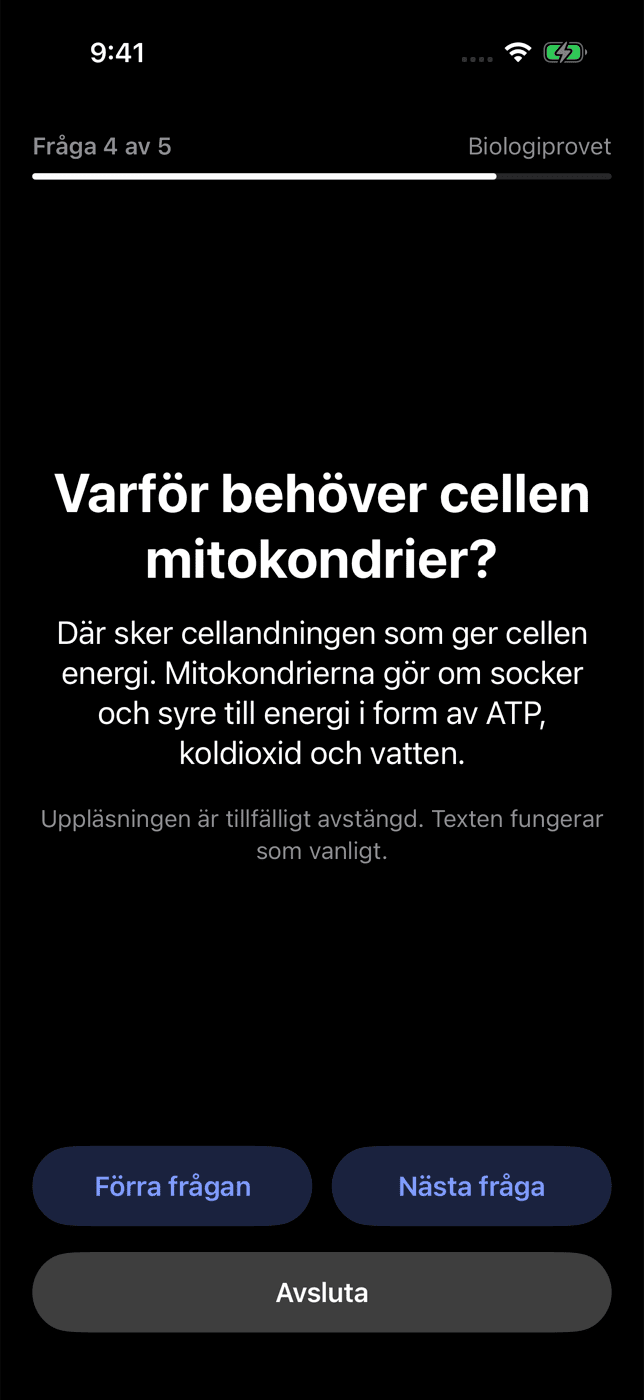 9:41
Fråga 4 av 5
Biologiprovet
Varför behöver cellen
mitokondrier?
Där sker cellandningen som ger cellen
energi. Mitokondrierna gör om socker
och syre till energi i form av ATP,
koldioxid och vatten.
Uppläsningen är tillfälligt avstängd. Texten fungerar
som vanligt.
Förra frågan
Nästa fråga
Avsluta